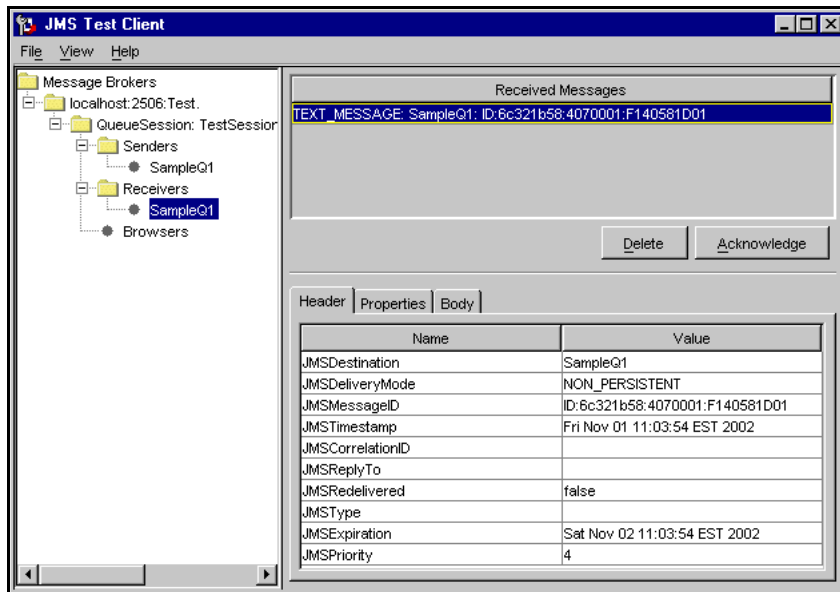 JMS Test Client
File View Help
Message Brokers
localhost:2506:Test.
QueueSession: TestSession
Senders
SampleQ1
Receivers
SampleQ1
Browsers
Received Messages
TEXT_MESSAGE: SampleQ1: ID:6c321b58:4070001:F140581D01
Delete Acknowledge
Header Properties Body
Name Value
JMSDestination SampleQ1
JMSDeliveryMode NON_PERSISTENT
JMSMessageID ID:6c321b58:4070001:F140581D01
JMSTimestamp Fri Nov 01 11:03:54 EST 2002
JMSCorrelationID
JMSReplyTo
JMSRedelivered false
JMSType
JMSExpiration Sat Nov 02 11:03:54 EST 2002
JMSPriority 4